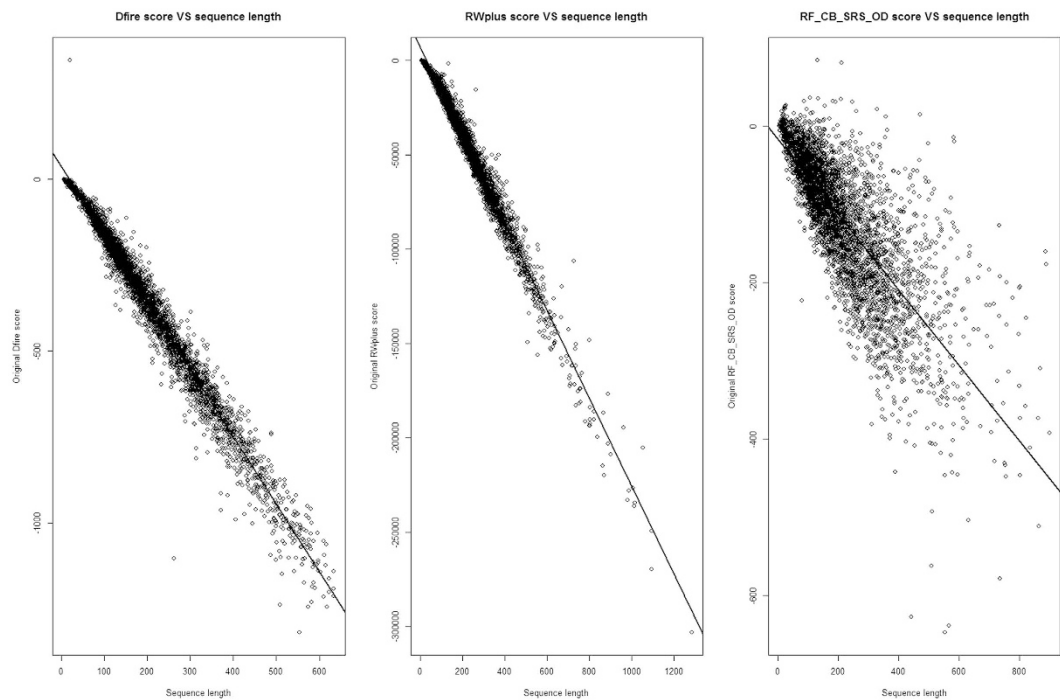 Dfire score VS sequence length
Original Dfire score
0
-500
-1000
0 100 200 300 400 500 600
Sequence length
RWplus score VS sequence length
Original RWplus score
0
-50000
-100000
-150000
-200000
-250000
-300000
0 200 400 600 800 1000 1200
Sequence length
RF_CB_SRS_OD score VS sequence length
Original RF_CB_SRS_OD score
0
-200
-400
-600
0 200 400 600 800
Sequence length